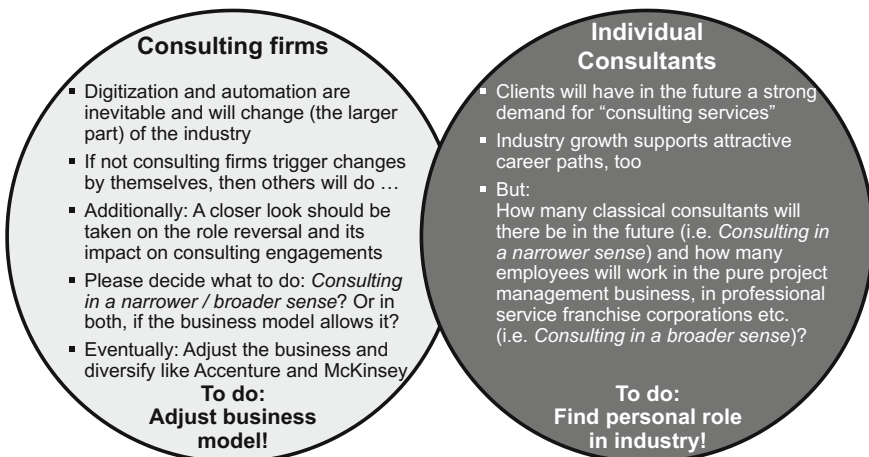 Consulting firms
▪ Digitization and automation are
inevitable and will change (the larger
part) of the industry
▪ If not consulting firms trigger changes
by themselves, then others will do …
▪ Additionally: A closer look should be
taken on the role reversal and its
impact on consulting engagements
▪ Please decide what to do: Consulting
in a narrower / broader sense? Or in
both, if the business model allows it?
▪ Eventually: Adjust the business and
diversify like Accenture and McKinsey
To do:
Adjust business
model!
Individual
Consultants
▪ Clients will have in the future a strong
demand for “consulting services”
▪ Industry growth supports attractive
career paths, too
▪ But:
How many classical consultants will
there be in the future (i.e. Consulting in
a narrower sense) and how many
employees will work in the pure project
management business, in professional
service franchise corporations etc.
(i.e. Consulting in a broader sense)?
To do:
Find personal role
in industry!